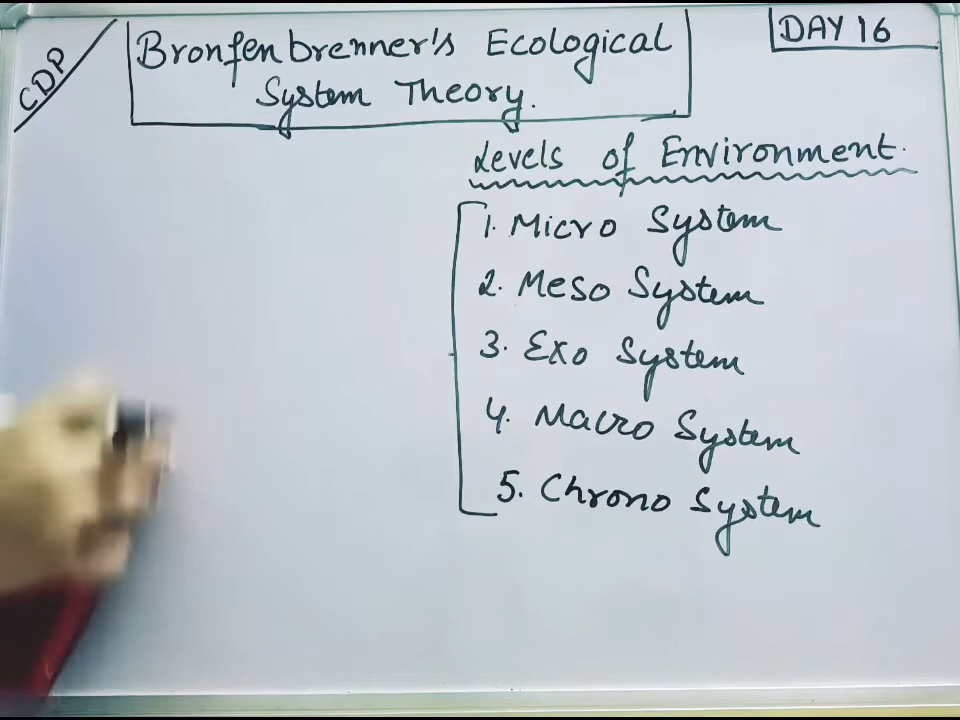 CDP
Bronfenbrenner's Ecological
System Theory.
DAY 16
Levels of Environment.
1. Micro System
2. Meso System
3. Exo System
4. Macro System
5. Chrono System